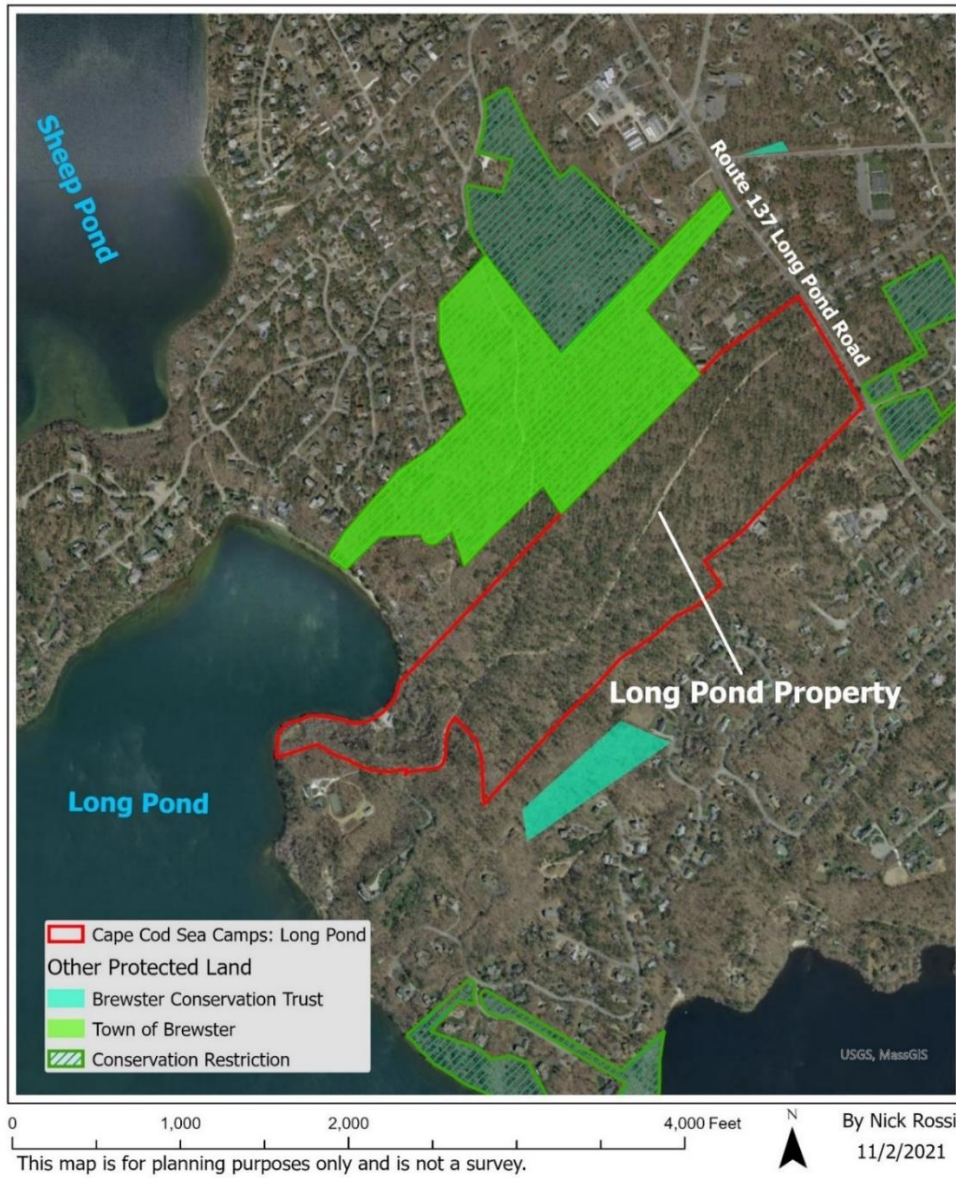 Sheep Pond
Route 137 Long Pond Road
Long Pond Property
Long Pond
Cape Cod Sea Camps: Long Pond
Other Protected Land
Brewster Conservation Trust
Town of Brewster
Conservation Restriction
USGS, MassGIS
0 1,000 2,000 4,000 Feet
N
By Nick Rossi
11/2/2021
This map is for planning purposes only and is not a survey.